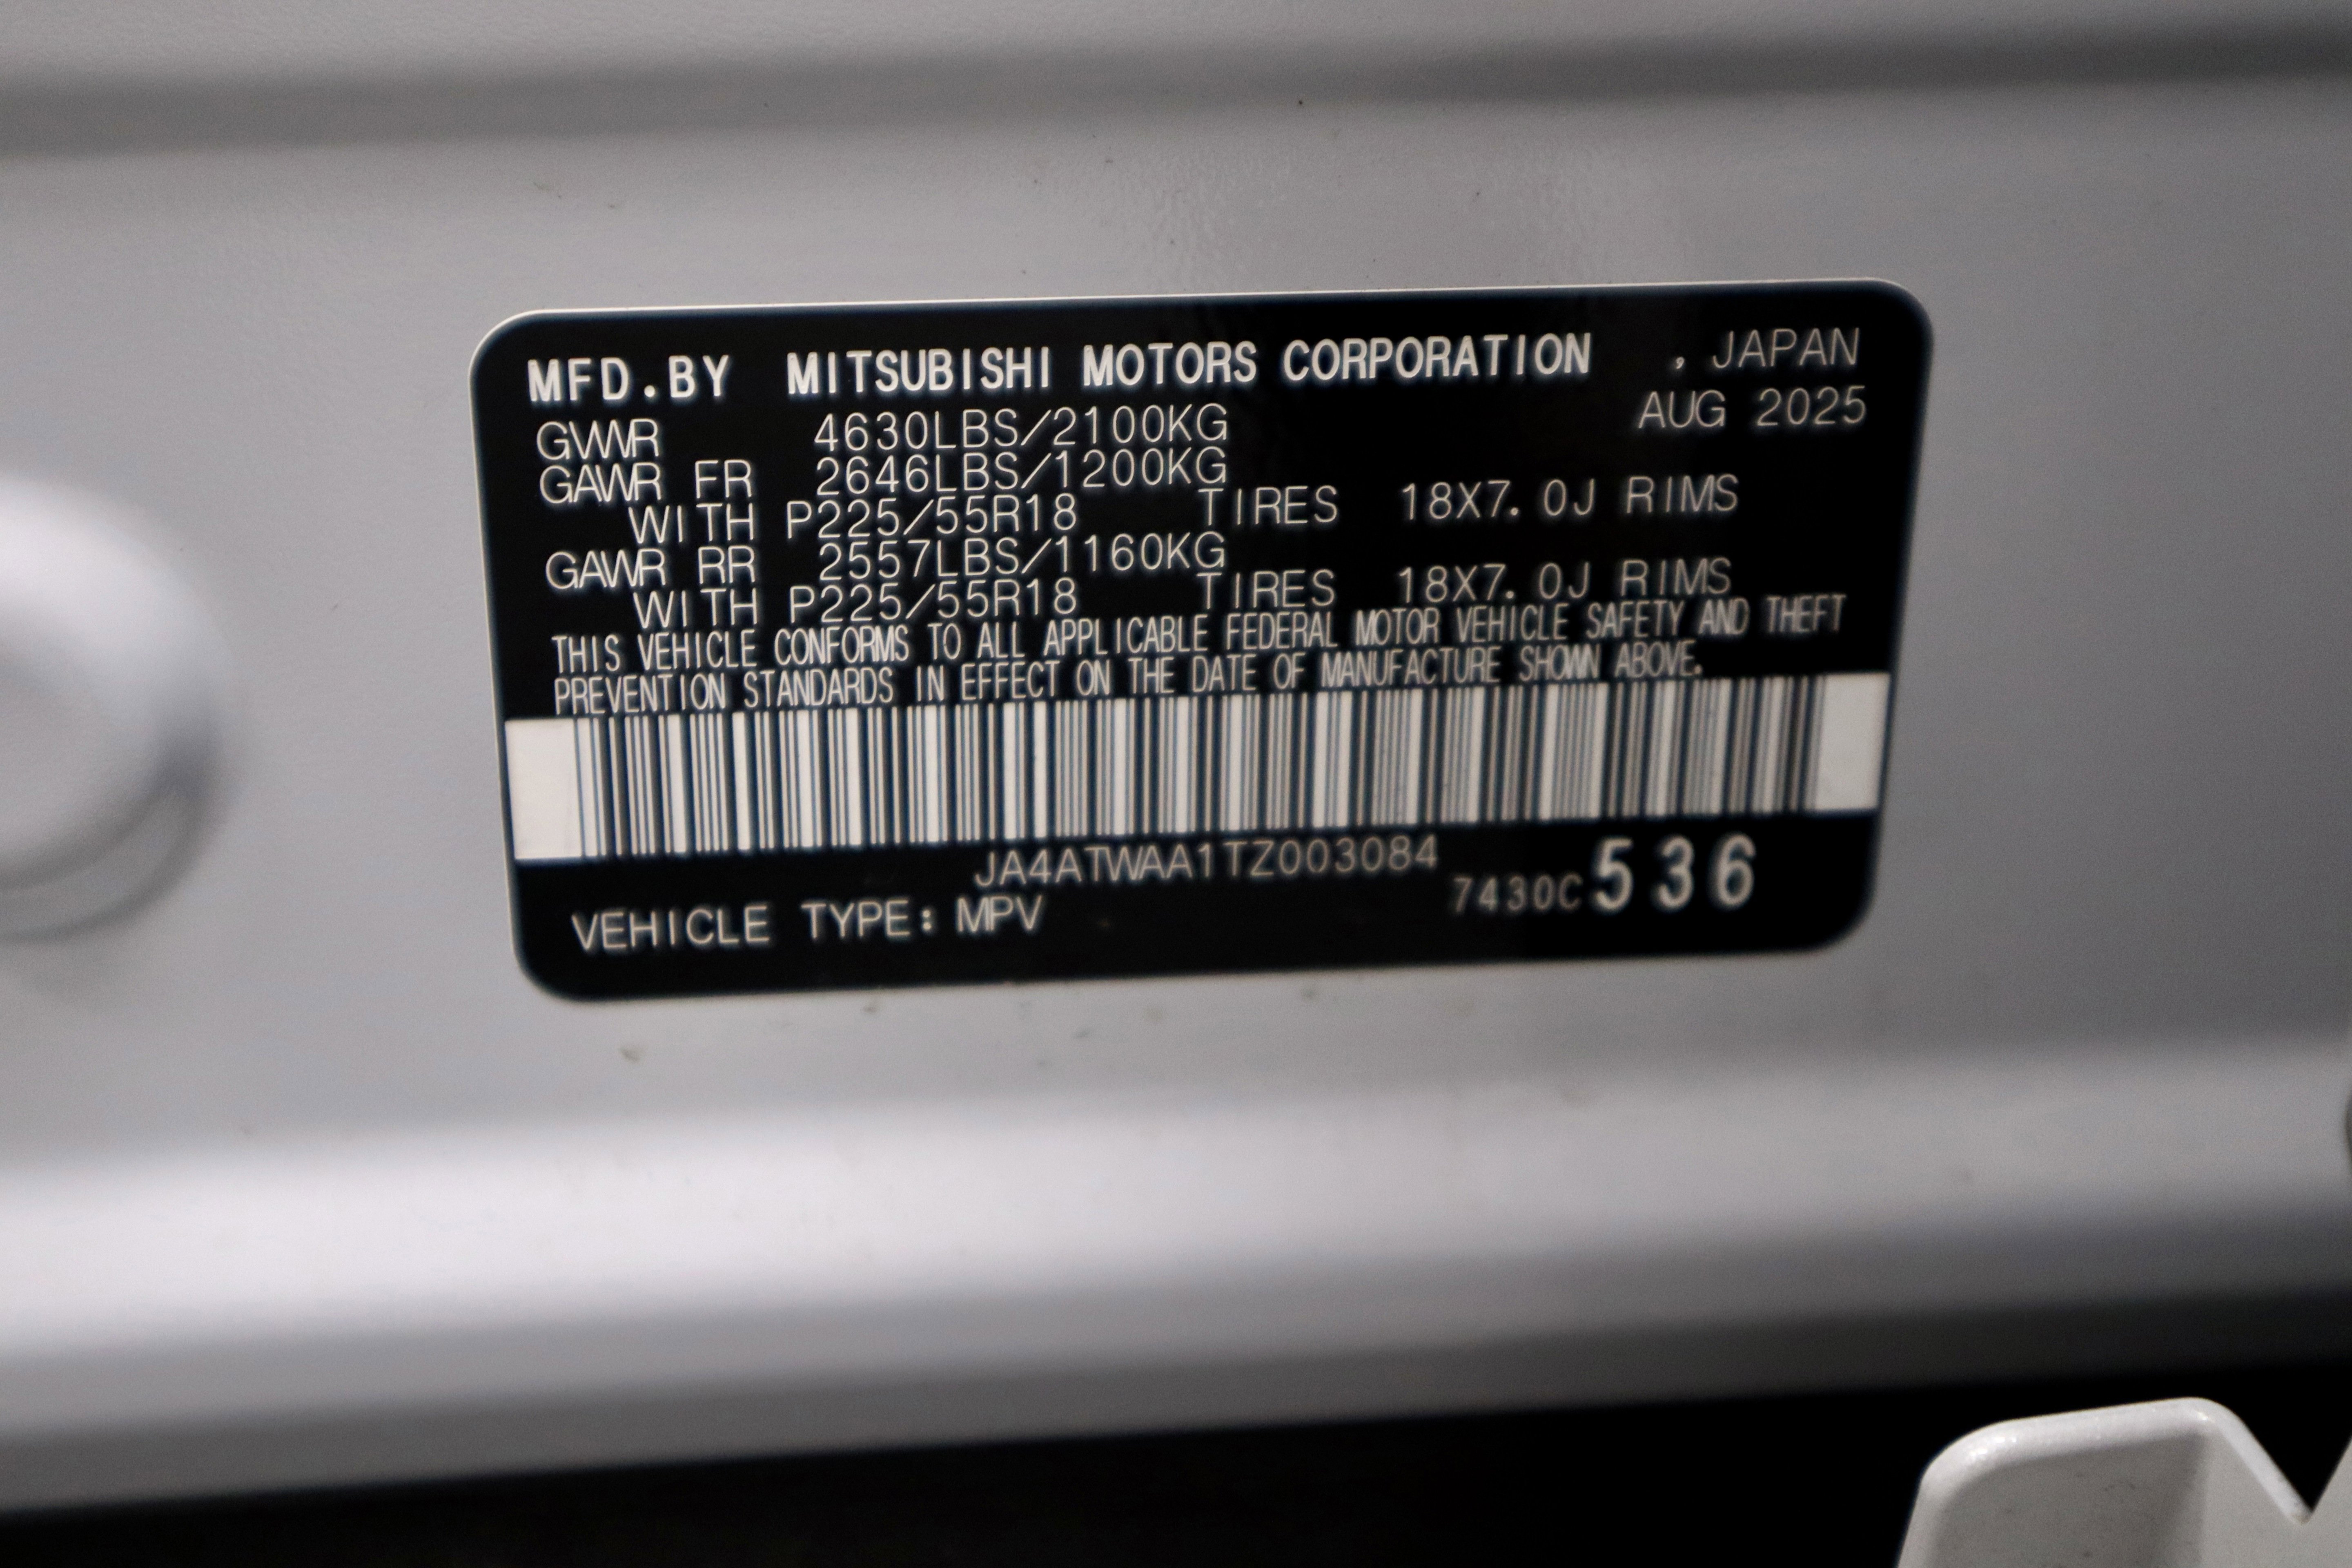 MFD.BY MITSUBISHI MOTORS CORPORATION , JAPAN
AUG 2025
GVWR 4630LBS/2100KG
GAWR FR 2646LBS/1200KG
WITH P225/55R18 TIRES 18X7.0J RIMS
GAWR RR 2557LBS/1160KG
WITH P225/55R18 TIRES 18X7.0J RIMS
THIS VEHICLE CONFORMS TO ALL APPLICABLE FEDERAL MOTOR VEHICLE SAFETY AND THEFT
PREVENTION STANDARDS IN EFFECT ON THE DATE OF MANUFACTURE SHOWN ABOVE.
JA4ATWAA1TZ003084
7430C 536
VEHICLE TYPE: MPV